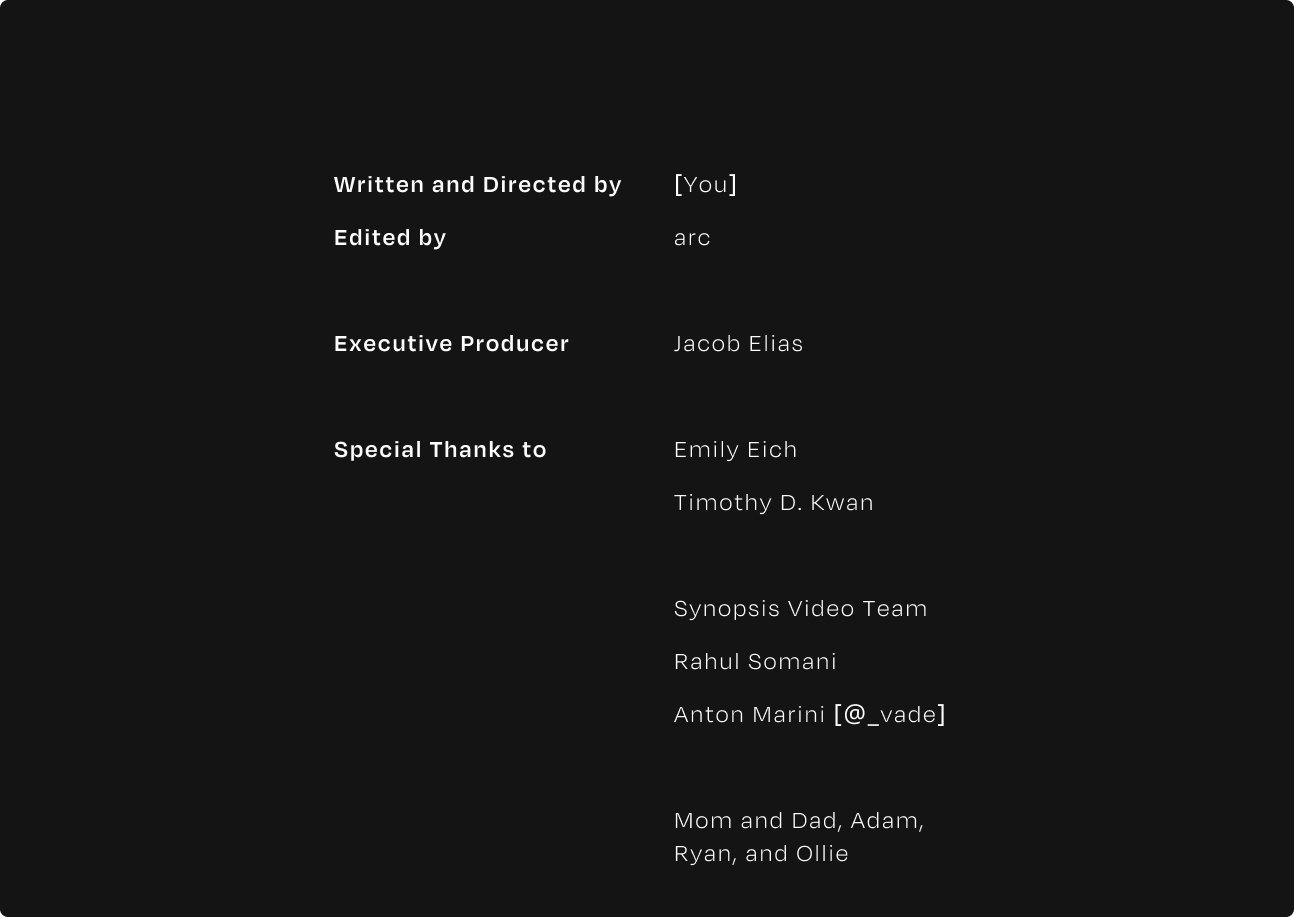 Written and Directed by [You]
Edited by arc
Executive Producer Jacob Elias
Special Thanks to Emily Eich
Timothy D. Kwan
Synopsis Video Team
Rahul Somani
Anton Marini [@_vade]
Mom and Dad, Adam,
Ryan, and Ollie